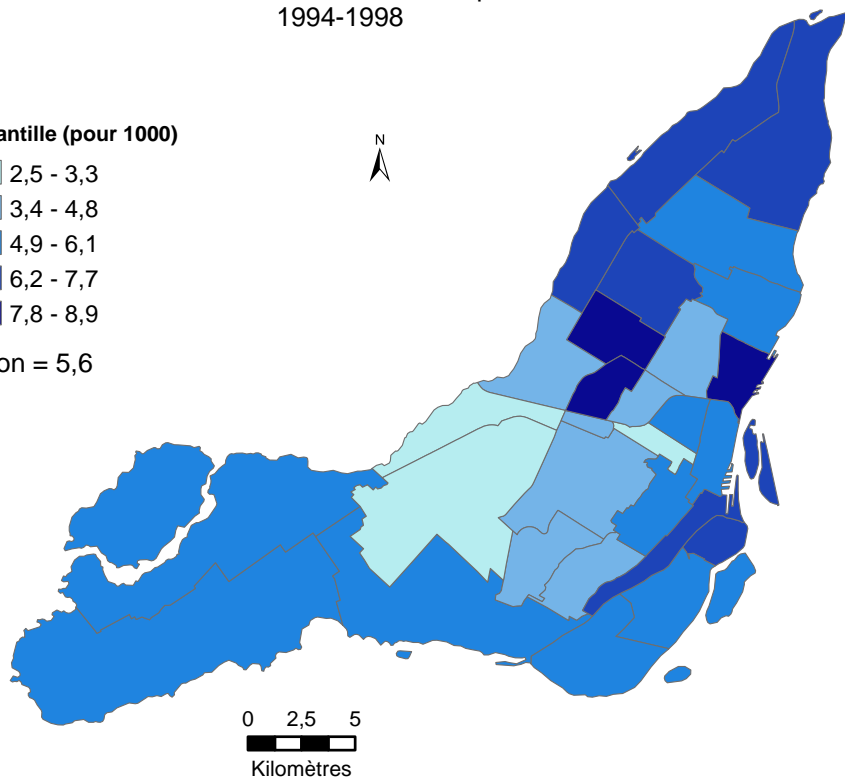 1994-1998
antille (pour 1000)
2,5 - 3,3
3,4 - 4,8
4,9 - 6,1
6,2 - 7,7
7,8 - 8,9
on = 5,6
N
0 2,5 5
Kilomètres